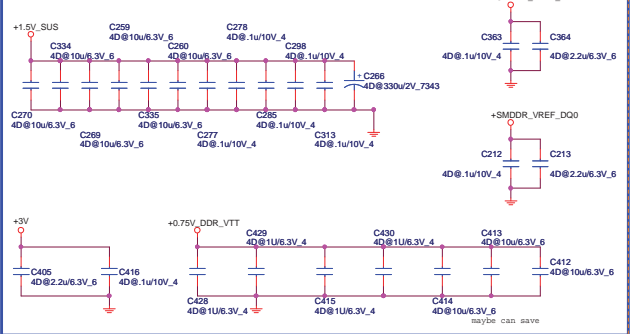 +1.5V_SUS
C259
4D@10u/6.3V_6
C278
4D@.1u/10V_4
C334
4D@10u/6.3V_6
C260
4D@10u/6.3V_6
C298
4D@.1u/10V_4
+ C266
4D@330u/2V_7343
C270
4D@10u/6.3V_6
C335
4D@10u/6.3V_6
C285
4D@.1u/10V_4
C269
4D@10u/6.3V_6
C277
4D@.1u/10V_4
C313
4D@.1u/10V_4
C363
4D@.1u/10V_4
C364
4D@2.2u/6.3V_6
+SMDDR_VREF_DQ0
C212
4D@.1u/10V_4
C213
4D@2.2u/6.3V_6
+3V
C405
4D@2.2u/6.3V_6
C416
4D@.1u/10V_4
+0.75V_DDR_VTT
C429
4D@1U/6.3V_4
C430
4D@1U/6.3V_4
C413
4D@10u/6.3V_6
C412
4D@10u/6.3V_6
C428
4D@1U/6.3V_4
C415
4D@1U/6.3V_4
C414
4D@10u/6.3V_6
maybe can save